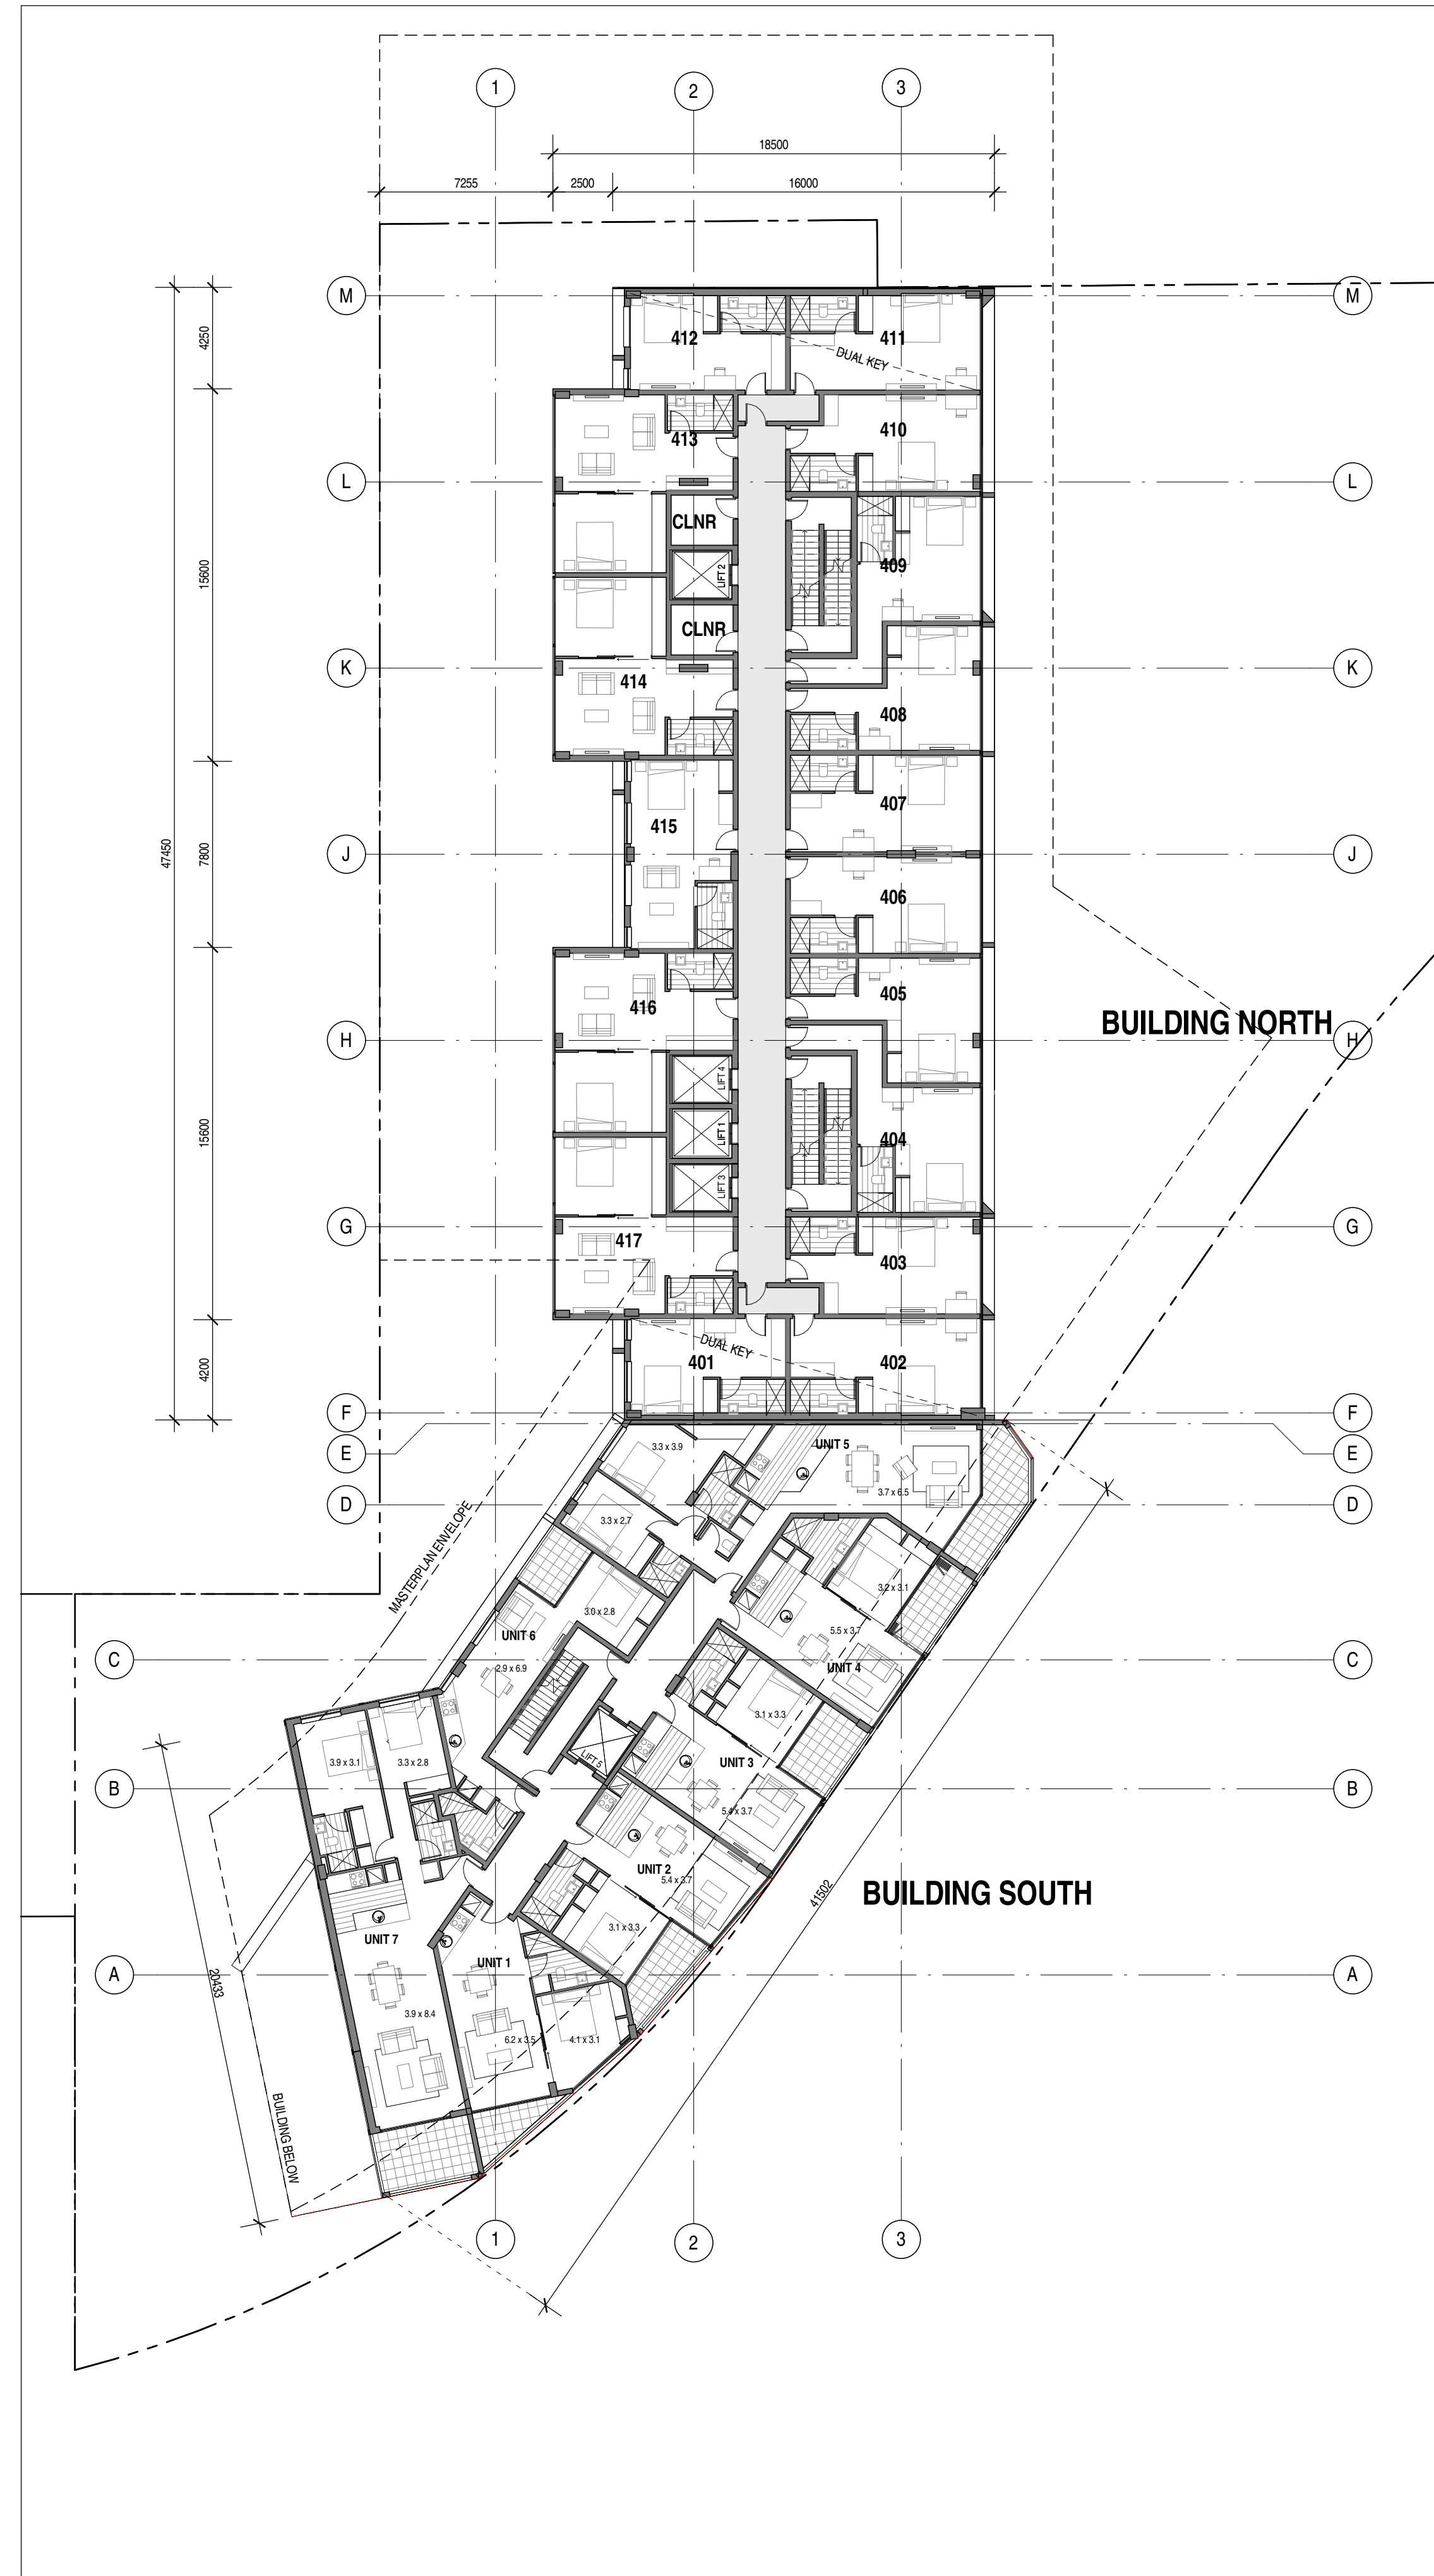 1
2
3
18500
7255
2500
16000
M
M
4250
412
411
DUAL KEY
413
410
L
L
CLNR
409
15600
LIFT 2
CLNR
K
K
414
408
415
407
47450
7800
J
J
406
416
405
BUILDING NORTH
H
H
LIFT 4
15600
LIFT 1
404
LIFT 3
G
G
417
403
DUAL KEY
401
402
4200
F
F
E
E
UNIT 5
3.3 x 3.9
3.7 x 6.5
D
D
3.3 x 2.7
MASTERPLAN ENVELOPE
3.2 x 3.1
3.0 x 2.8
5.5 x 3.7
UNIT 6
C
C
2.9 x 6.9
UNIT 4
3.1 x 3.3
LIFT 5
3.9 x 3.1
3.3 x 2.8
UNIT 3
B
B
5.4 x 3.7
UNIT 2
5.4 x 3.7
41502
BUILDING SOUTH
3.1 x 3.3
UNIT 7
UNIT 1
A
A
20433
3.9 x 8.4
6.2 x 3.5
4.1 x 3.1
BUILDING BELOW
1
2
3